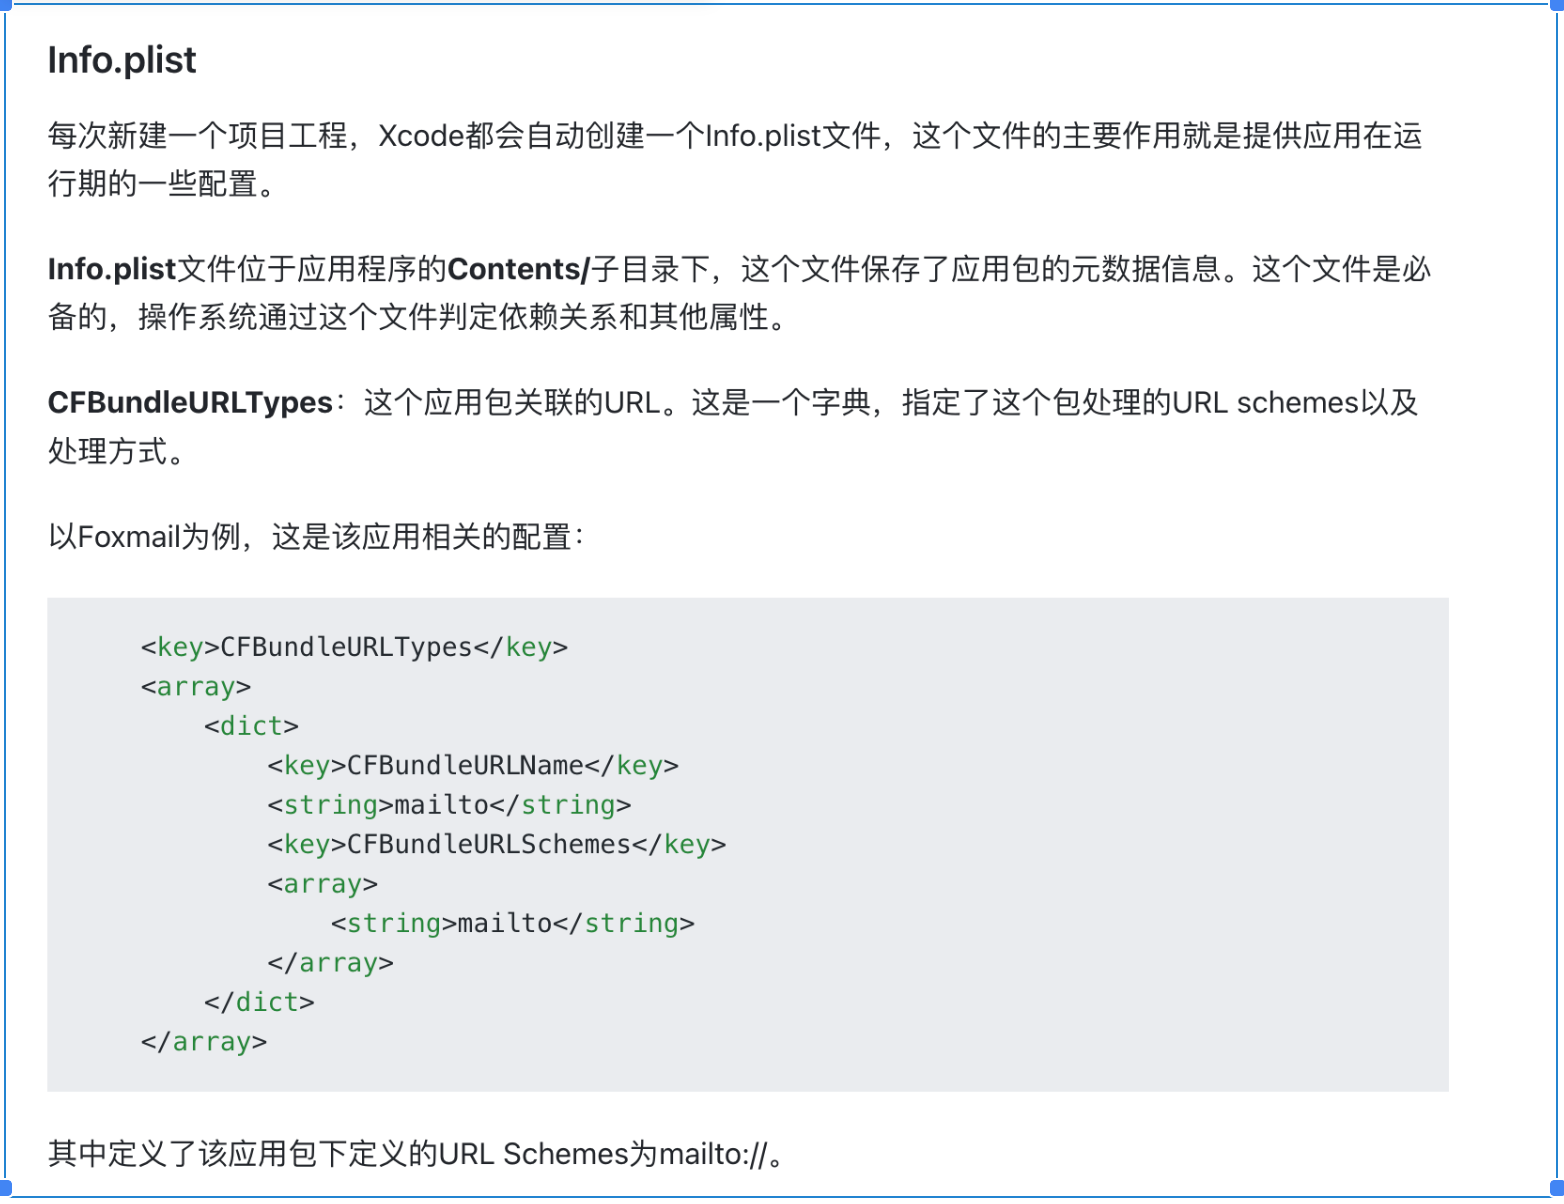 Info.plist
每次新建一个项目工程，Xcode都会自动创建一个Info.plist文件，这个文件的主要作用就是提供应用在运
行期的一些配置。
Info.plist文件位于应用程序的Contents/子目录下，这个文件保存了应用包的元数据信息。这个文件是必
备的，操作系统通过这个文件判定依赖关系和其他属性。
CFBundleURLTypes：这个应用包关联的URL。这是一个字典，指定了这个包处理的URL schemes以及
处理方式。
以Foxmail为例，这是该应用相关的配置：
<key>CFBundleURLTypes</key>
<array>
    <dict>
        <key>CFBundleURLName</key>
        <string>mailto</string>
        <key>CFBundleURLSchemes</key>
        <array>
            <string>mailto</string>
        </array>
    </dict>
</array>
其中定义了该应用包下定义的URL Schemes为mailto://。